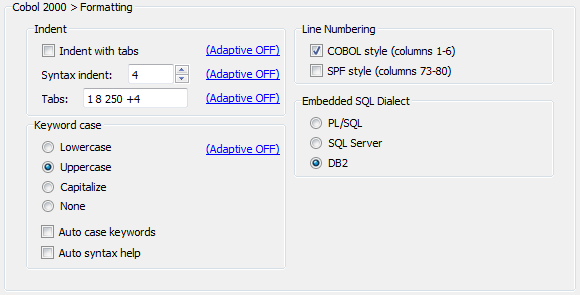 Cobol 2000 > Formatting
Indent
Indent with tabs (Adaptive OFF)
Syntax indent: 4 (Adaptive OFF)
Tabs: 1 8 250 +4 (Adaptive OFF)
Keyword case
Lowercase (Adaptive OFF)
Uppercase
Capitalize
None
Auto case keywords
Auto syntax help
Line Numbering
COBOL style (columns 1-6)
SPF style (columns 73-80)
Embedded SQL Dialect
PL/SQL
SQL Server
DB2